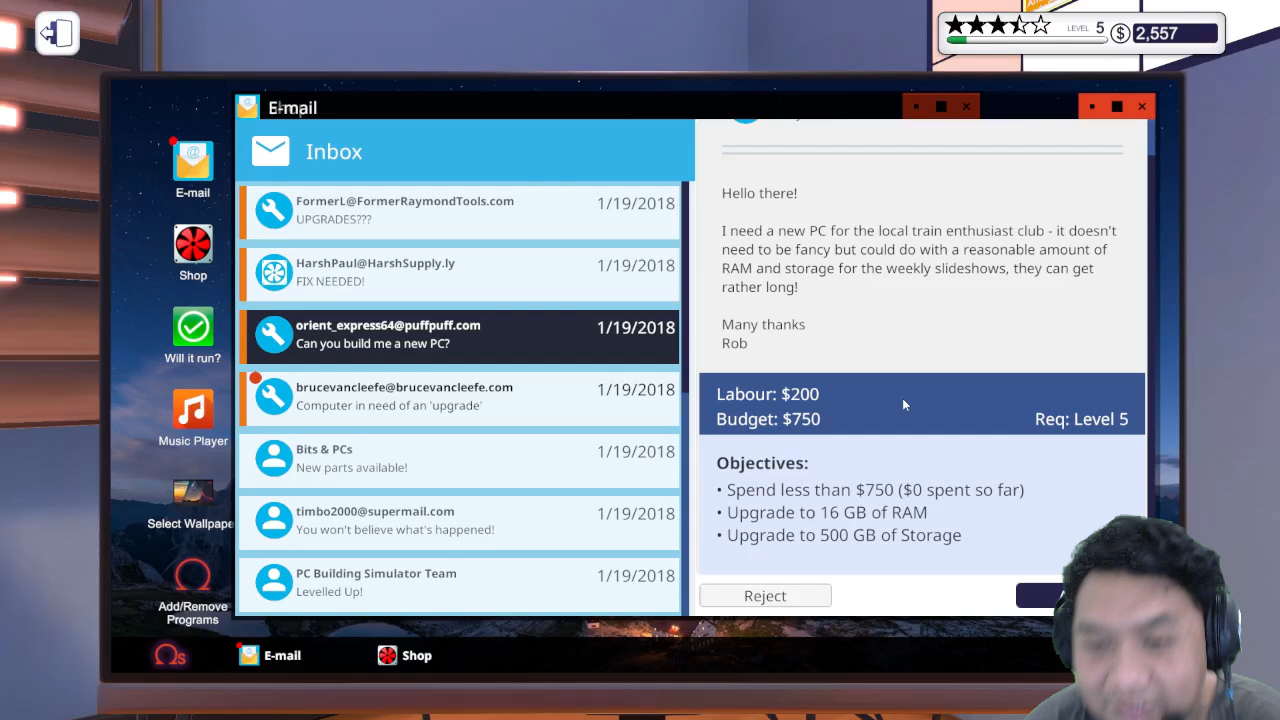 LEVEL 5
$ 2,557
E-mail
Inbox
E-mail
Shop
Will it run?
Music Player
Select Wallpape
Add/Remove
Programs
FormerL@FormerRaymondTools.com 1/19/2018
UPGRADES???
HarshPaul@HarshSupply.ly 1/19/2018
FIX NEEDED!
orient_express64@puffpuff.com 1/19/2018
Can you build me a new PC?
brucevancleefe@brucevancleefe.com 1/19/2018
Computer in need of an 'upgrade'
Bits & PCs 1/19/2018
New parts available!
timbo2000@supermail.com 1/19/2018
You won't believe what's happened!
PC Building Simulator Team 1/19/2018
Levelled Up!
Hello there!
I need a new PC for the local train enthusiast club - it doesn't
need to be fancy but could do with a reasonable amount of
RAM and storage for the weekly slideshows, they can get
rather long!
Many thanks
Rob
Labour: $200
Budget: $750 Req: Level 5
Objectives:
• Spend less than $750 ($0 spent so far)
• Upgrade to 16 GB of RAM
• Upgrade to 500 GB of Storage
Reject
Ωs
E-mail
Shop